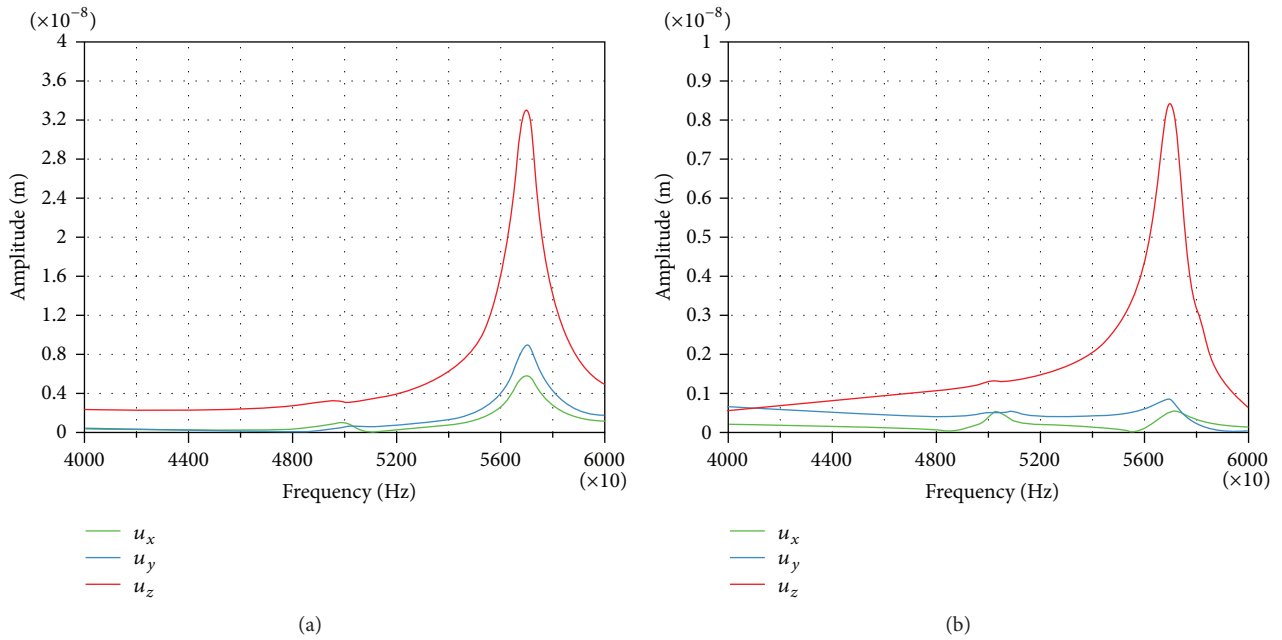 (×10⁻⁸)
4
3.6
3.2
2.8
2.4
2
1.6
1.2
0.8
0.4
0
Amplitude (m)
4000 4400 4800 5200 5600 6000
(×10)
Frequency (Hz)
u_x
u_y
u_z
(a)
(×10⁻⁸)
1
0.9
0.8
0.7
0.6
0.5
0.4
0.3
0.2
0.1
0
Amplitude (m)
4000 4400 4800 5200 5600 6000
(×10)
Frequency (Hz)
u_x
u_y
u_z
(b)